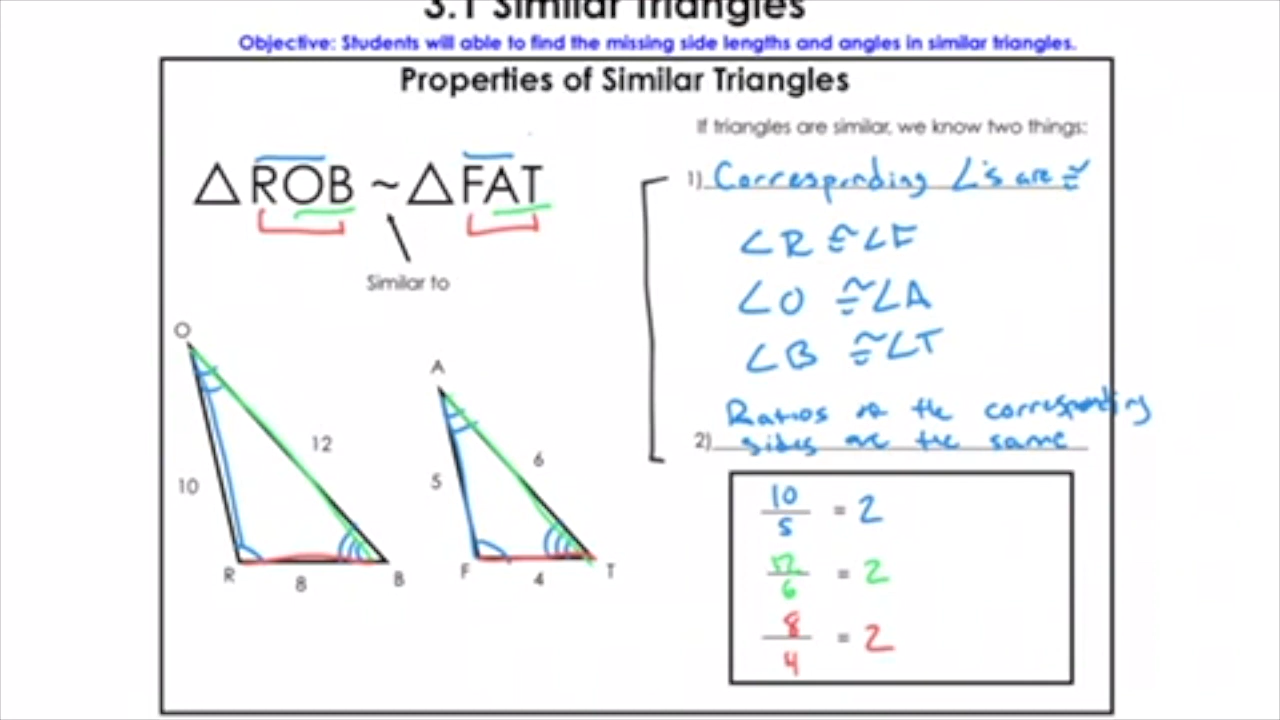 3.1 Similar Triangles
Objective: Students will able to find the missing side lengths and angles in similar triangles.
Properties of Similar Triangles
△ROB ~ △FAT
Similar to
If triangles are similar, we know two things:
1) Corresponding ∠'s are ≅
∠R ≅ ∠F
∠O ≅ ∠A
∠B ≅ ∠T
Ratios of the corresponding
2) sides are the same
O
12
10
R
8
B
A
6
5
F
4
T
10/5 = 2
12/6 = 2
8/4 = 2